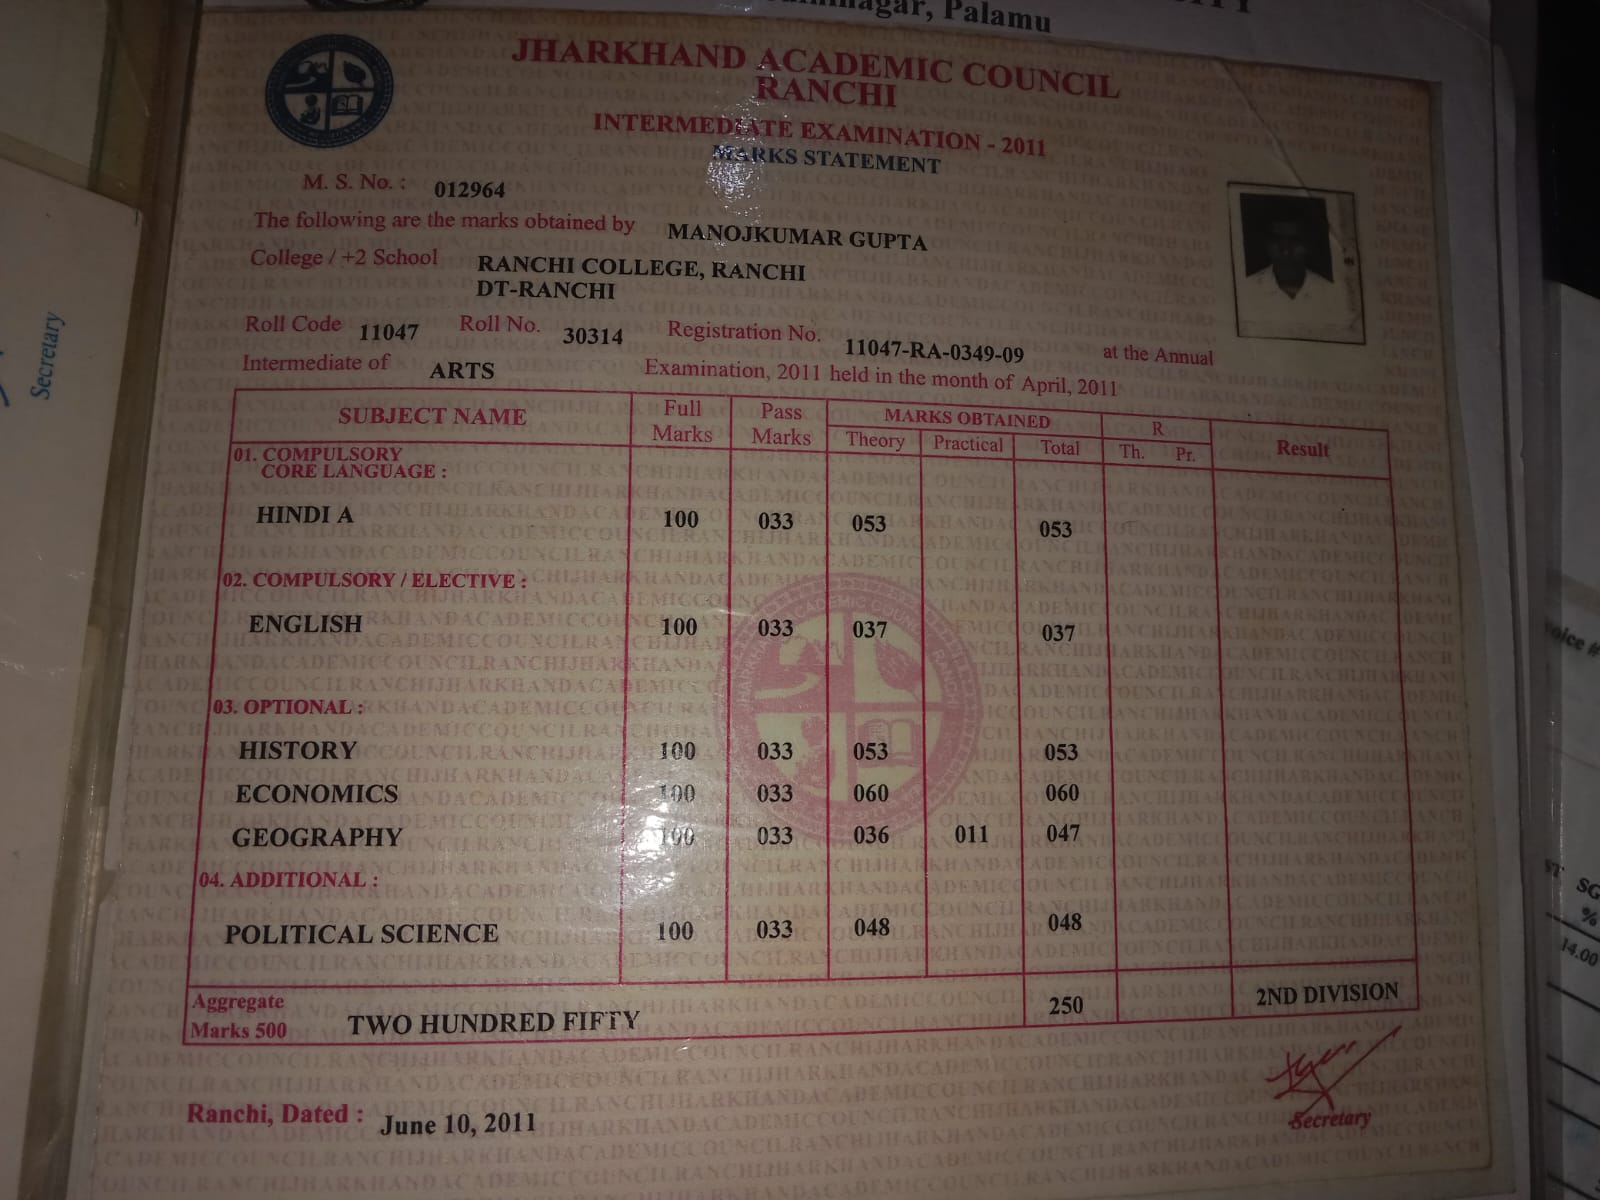 nagar, Palamu
JHARKHAND ACADEMIC COUNCIL
RANCHI
INTERMEDIATE EXAMINATION - 2011
MARKS STATEMENT
M. S. No. : 012964
The following are the marks obtained by MANOJKUMAR GUPTA
College / +2 School RANCHI COLLEGE, RANCHI
DT-RANCHI
Roll Code 11047 Roll No. 30314 Registration No. 11047-RA-0349-09 at the Annual
Intermediate of ARTS Examination, 2011 held in the month of April, 2011
SUBJECT NAME Full Marks Pass Marks MARKS OBTAINED R Result
Theory Practical Total Th. Pr.
01. COMPULSORY
CORE LANGUAGE :
HINDI A 100 033 053 053
02. COMPULSORY / ELECTIVE :
ENGLISH 100 033 037 037
03. OPTIONAL :
HISTORY 100 033 053 053
ECONOMICS 100 033 060 060
GEOGRAPHY 100 033 036 011 047
04. ADDITIONAL :
POLITICAL SCIENCE 100 033 048 048
Aggregate
Marks 500 TWO HUNDRED FIFTY 250 2ND DIVISION
Ranchi, Dated : June 10, 2011
Secretary
Secretary
14.00